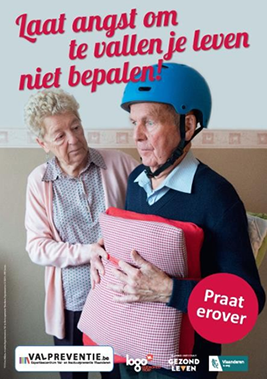 Laat angst om
te vallen je leven
niet bepalen!
Praat
erover
VALPREVENTIE.be
logo
GEZOND
LEVEN
Vlaanderen